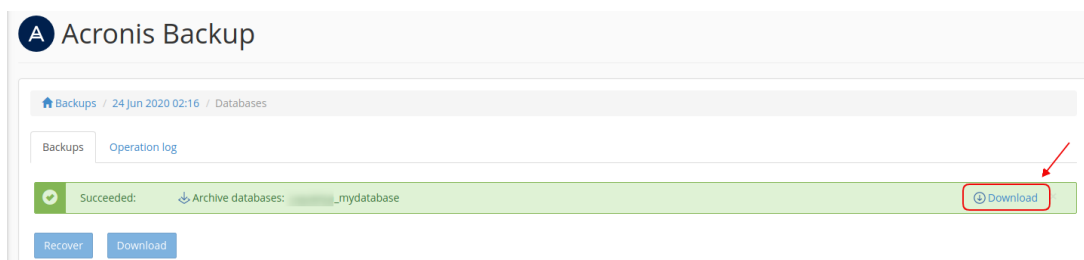 A Acronis Backup
Backups / 24 Jun 2020 02:16 / Databases
Backups Operation log
Succeeded: Archive databases: _mydatabase Download
Recover Download